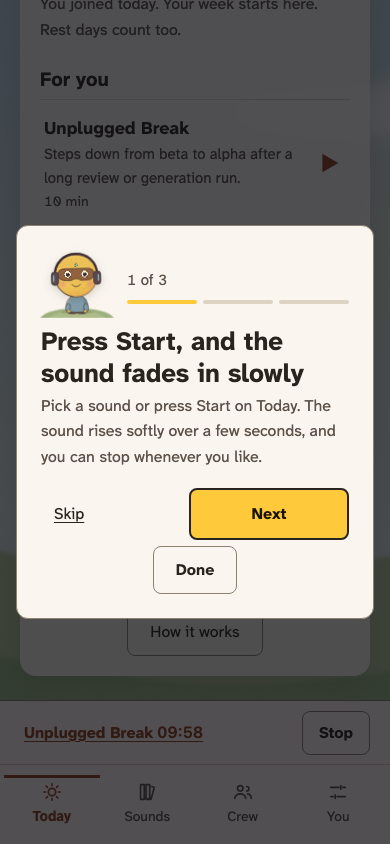 You joined today. Your week starts here.
Rest days count too.
For you
Unplugged Break
Steps down from beta to alpha after a
long review or generation run.
10 min
1 of 3
Press Start, and the
sound fades in slowly
Pick a sound or press Start on Today. The
sound rises softly over a few seconds, and
you can stop whenever you like.
Skip
Next
Done
How it works
Unplugged Break 09:58
Stop
Today
Sounds
Crew
You